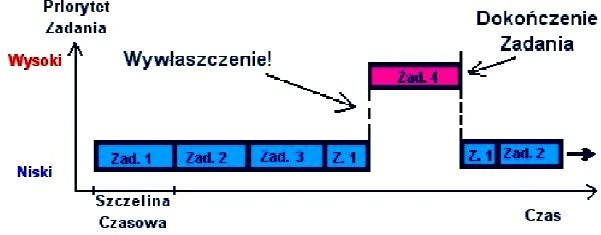 Priorytet
Zadania
Wysoki
Wywłaszczenie!
Dokończenie
Zadania
Zad. 4
Zad. 1
Zad. 2
Zad. 3
Z. 1
Z. 1
Zad. 2
Niski
Szczelina
Czasowa
Czas